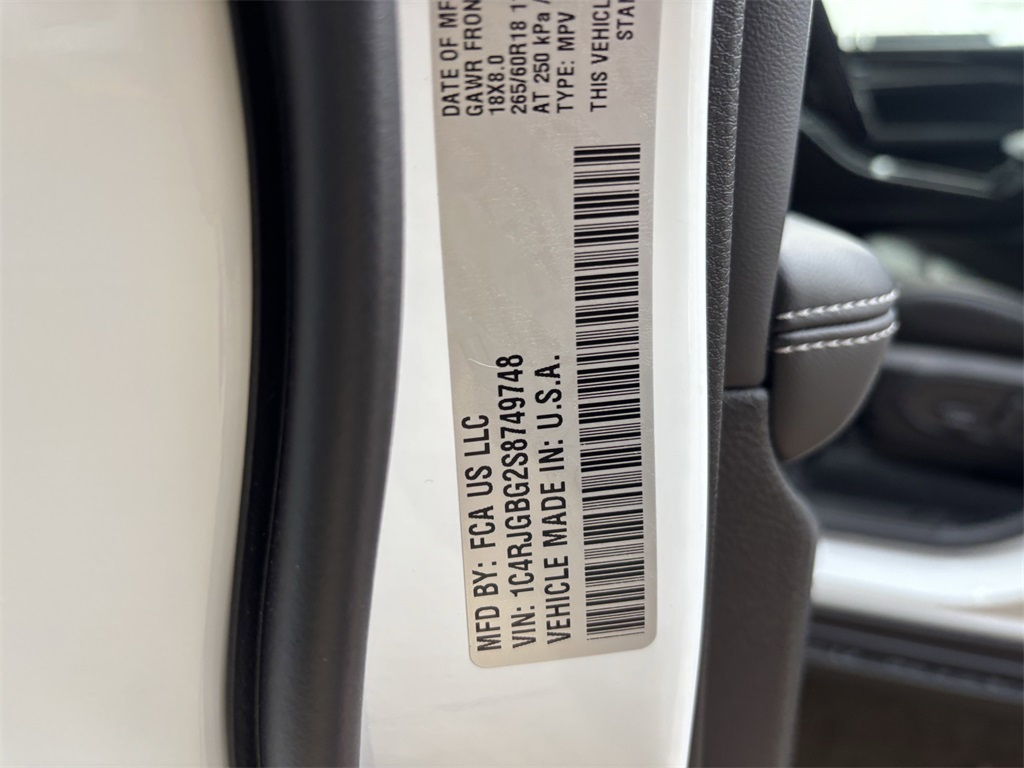 MFD BY: FCA US LLC
VIN: 1C4RJGBG2S8749748
VEHICLE MADE IN: U.S.A.
DATE OF MF
GAWR FRON
18X8.0
265/60R18 1
AT 250 kPa /
TYPE: MPV
THIS VEHICL
STA